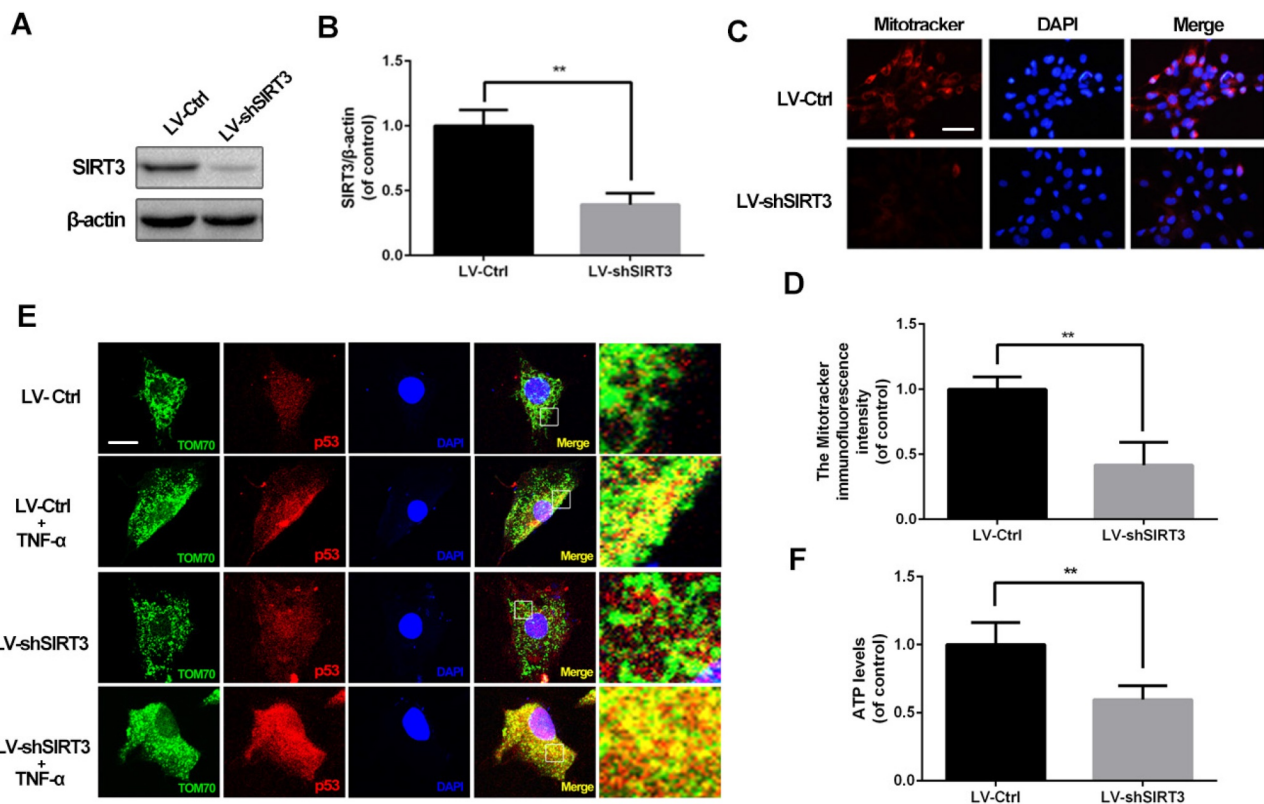 A
LV-Ctrl
LV-shSIRT3
SIRT3
β-actin
B
SIRT3/β-actin
(of control)
1.5
1.0
0.5
0.0
**
LV-Ctrl
LV-shSIRT3
C
Mitotracker
DAPI
Merge
LV-Ctrl
LV-shSIRT3
D
The Mitotracker
immunofluorescence
intensity
(of control)
1.5
1.0
0.5
0.0
**
LV-Ctrl
LV-shSIRT3
E
LV- Ctrl
TOM70
p53
DAPI
Merge
LV-Ctrl
+
TNF-α
TOM70
p53
DAPI
Merge
LV-shSIRT3
TOM70
p53
DAPI
Merge
LV-shSIRT3
+
TNF-α
TOM70
p53
DAPI
Merge
F
ATP levels
(of control)
1.5
1.0
0.5
0.0
**
LV-Ctrl
LV-shSIRT3